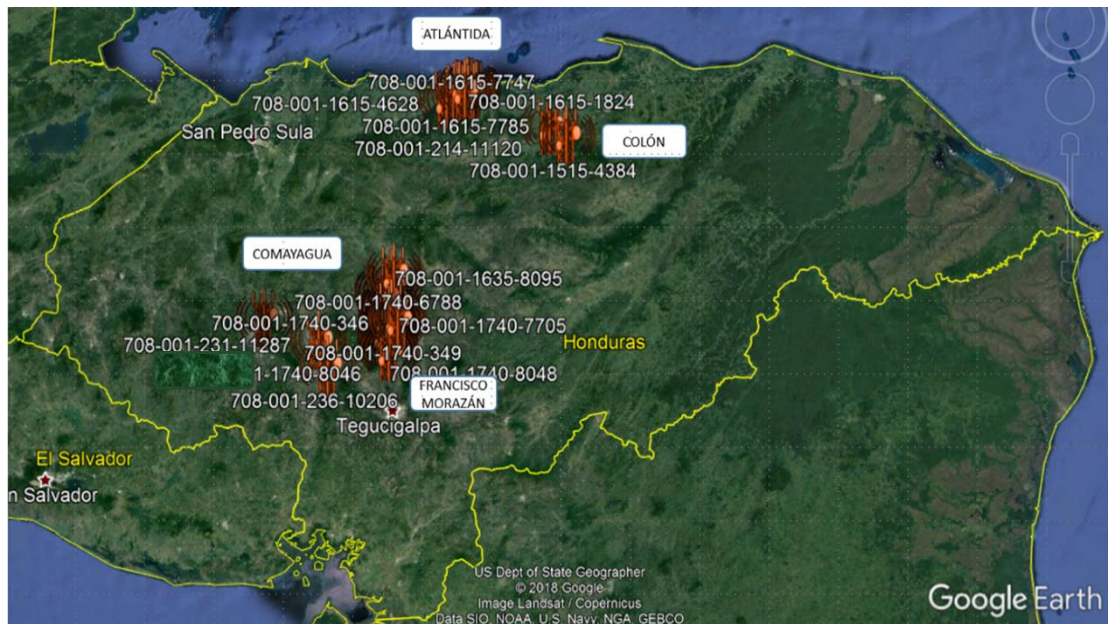 ATLÁNTIDA
708-001-1615-7747
708-001-1615-4628
708-001-1615-1824
San Pedro Sula
708-001-1615-7785
COLÓN
708-001-214-11120
708-001-1515-4384
COMAYAGUA
708-001-1635-8095
708-001-1740-6788
708-001-1740-346
708-001-1740-7705
708-001-231-11287
708-001-1740-349
Honduras
1-1740-8046
708-001-1740-8048
FRANCISCO
MORAZÁN
708-001-236-10206
Tegucigalpa
El Salvador
n Salvador
US Dept of State Geographer
© 2018 Google
Image Landsat / Copernicus
Data SIO, NOAA, U.S. Navy, NGA, GEBCO
Google Earth